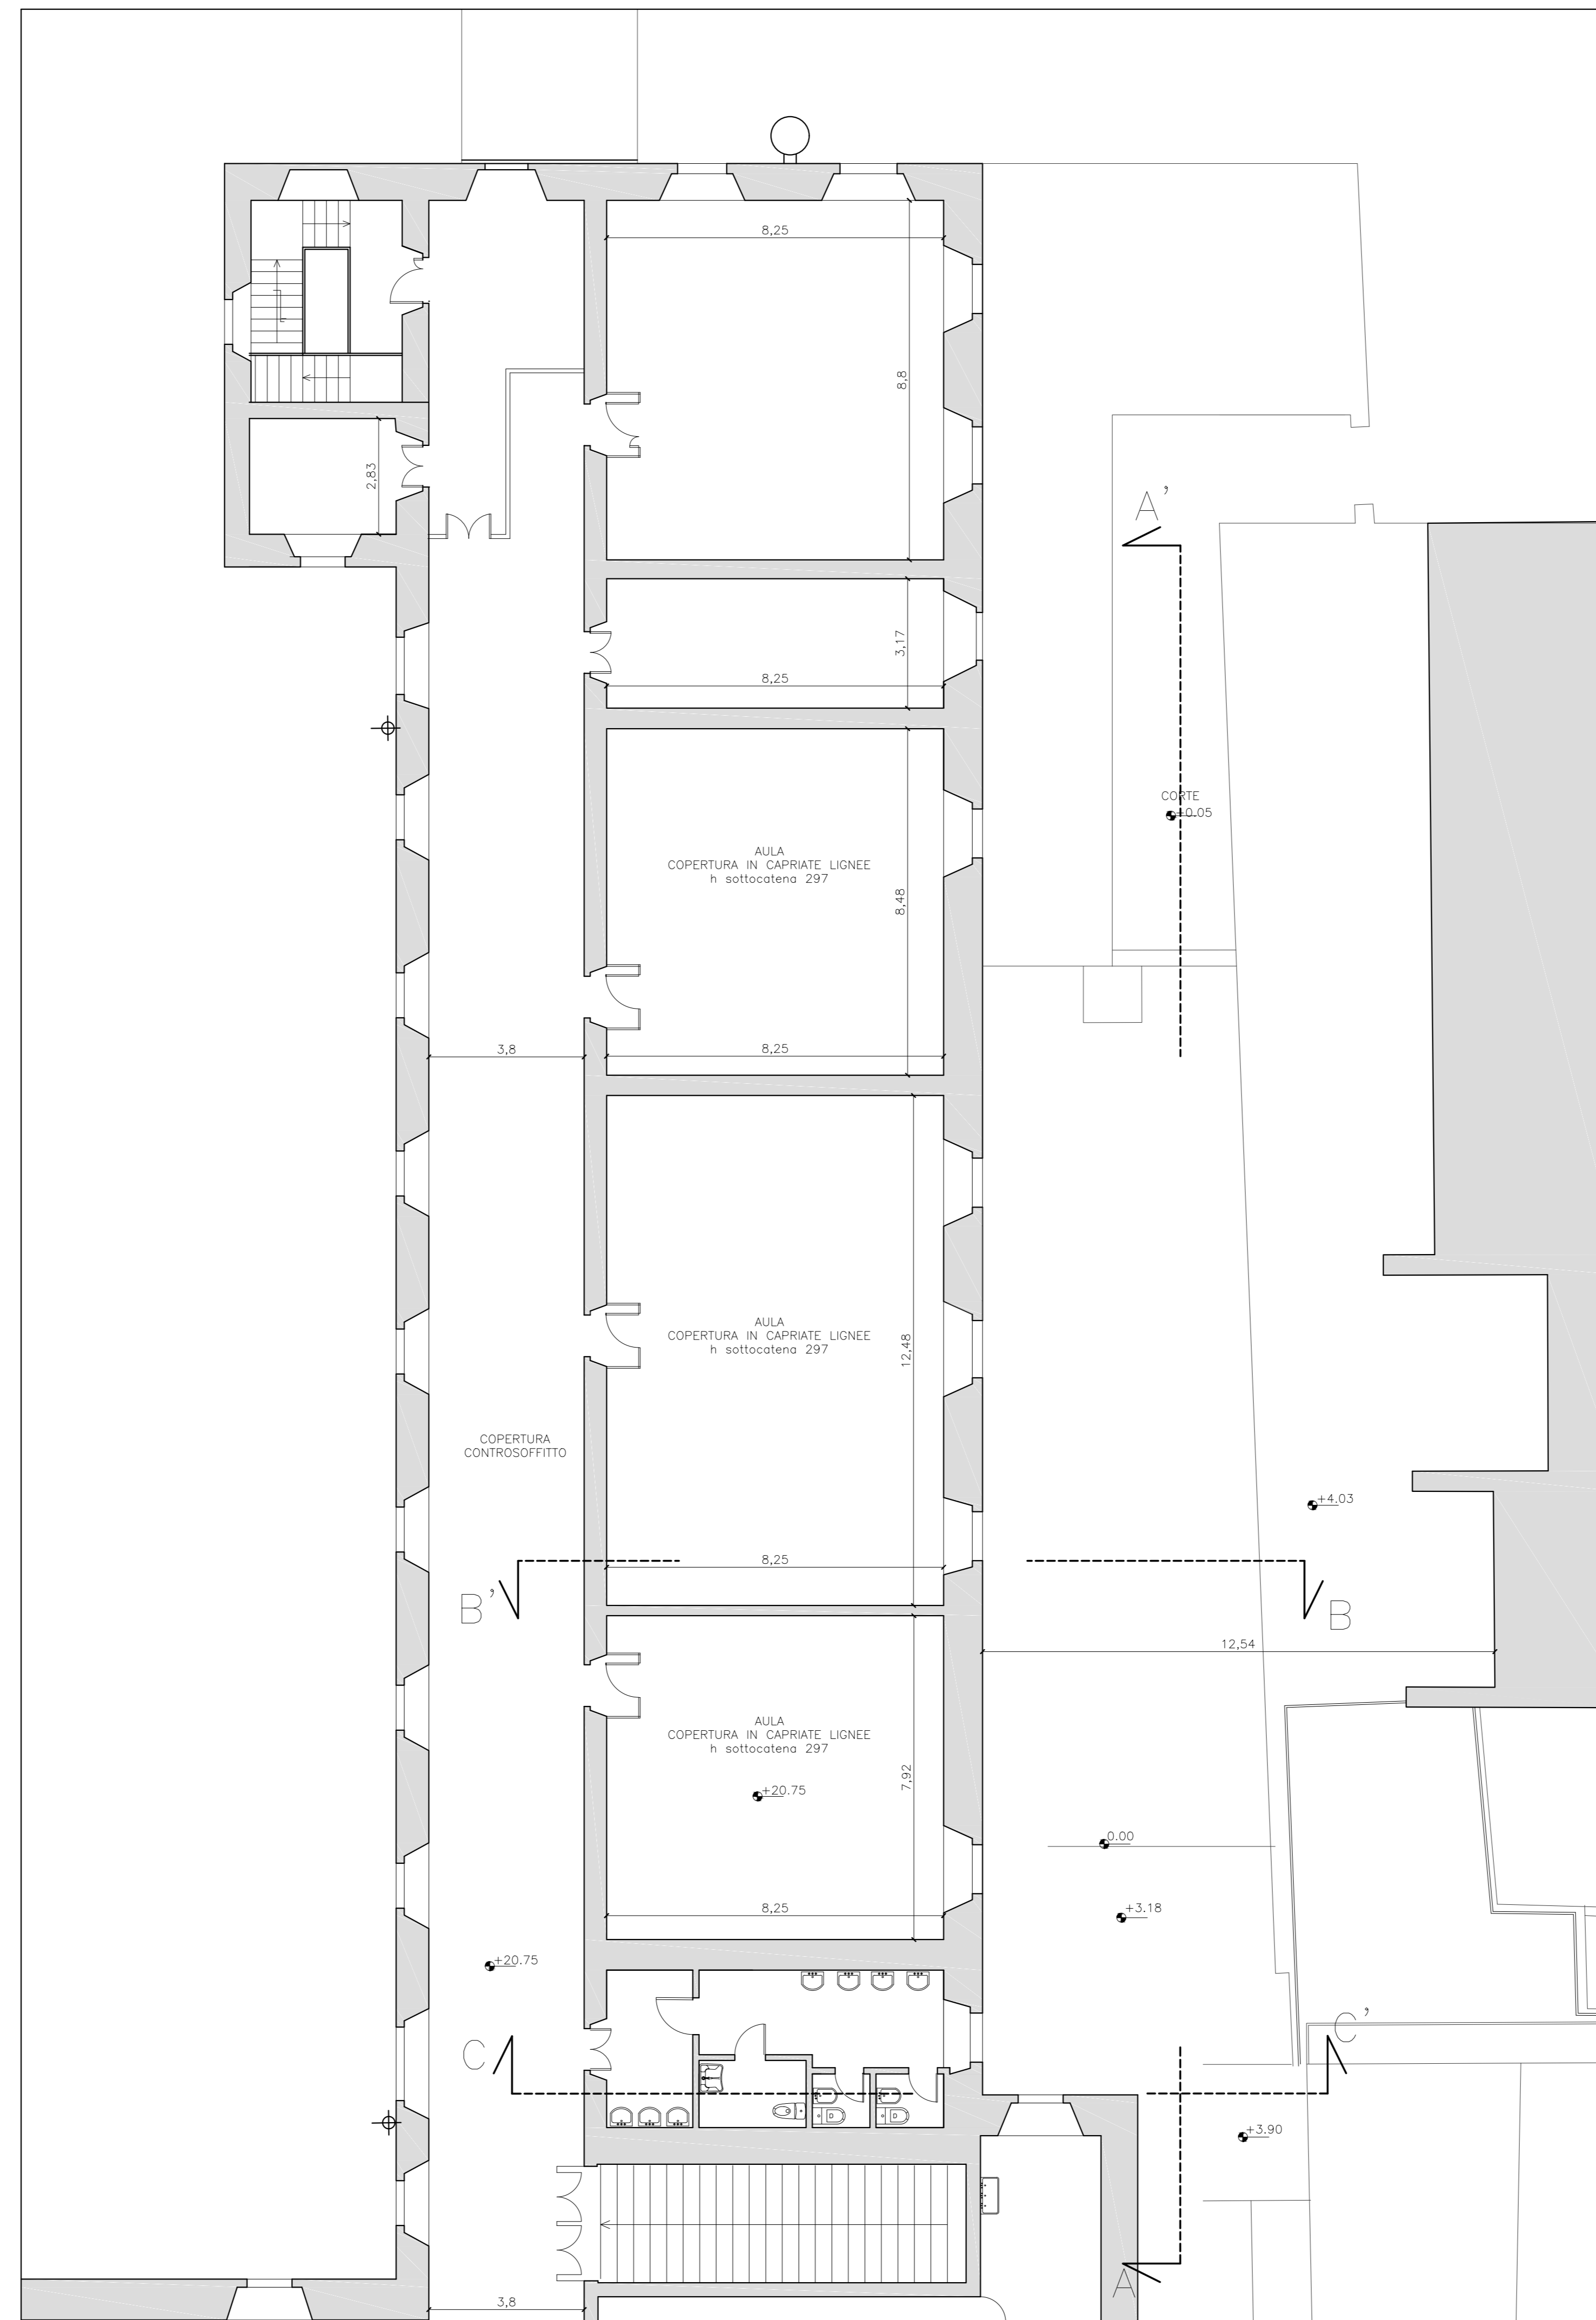 8,25
8,8
2,83
A’
3,17
8,25
CORTE
+0.05
AULA
COPERTURA IN CAPRIATE LIGNEE
h sottocatena 297
8,48
3,8
8,25
AULA
COPERTURA IN CAPRIATE LIGNEE
h sottocatena 297
12,48
COPERTURA
CONTROSOFFITTO
+4.03
8,25
B’
B
12,54
AULA
COPERTURA IN CAPRIATE LIGNEE
h sottocatena 297
7,92
+20.75
0.00
8,25
+3.18
+20.75
C
C’
+3.90
A
3,8